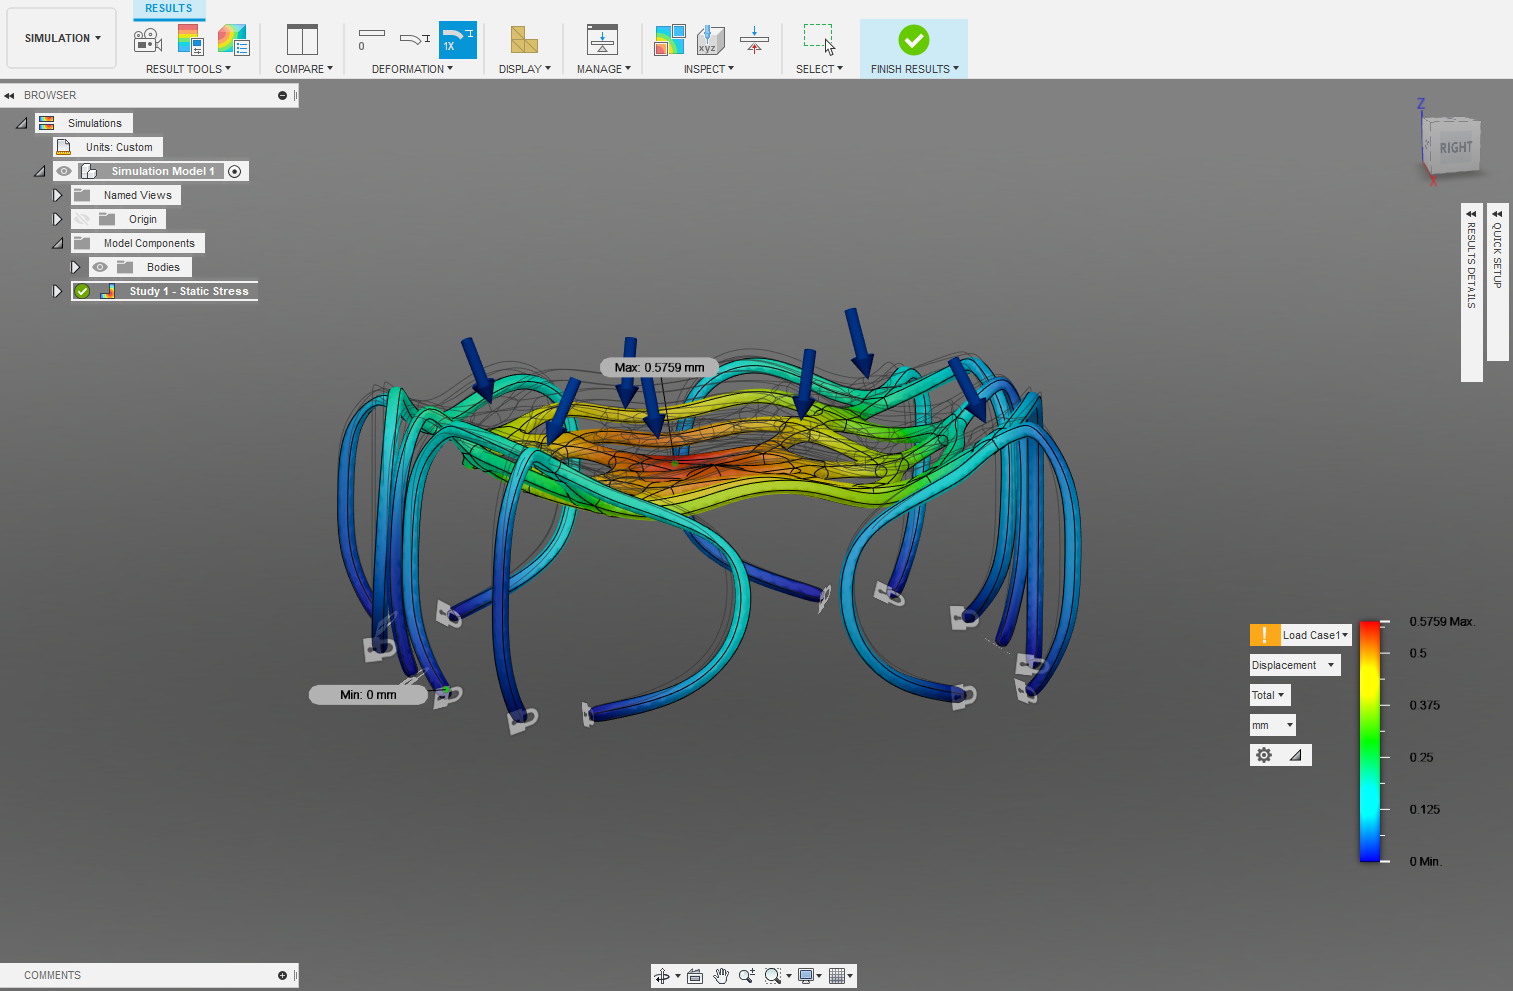 RESULTS
SIMULATION
0
1X
xyz
RESULT TOOLS
COMPARE
DEFORMATION
DISPLAY
MANAGE
INSPECT
SELECT
FINISH RESULTS
BROWSER
Simulations
Units: Custom
Simulation Model 1
Named Views
Origin
Model Components
Bodies
Study 1 - Static Stress
Z
RIGHT
X
RESULTS DETAILS
QUICK SETUP
Max: 0.5759 mm
Min: 0 mm
Load Case1
Displacement
Total
mm
0.5759 Max.
0.5
0.375
0.25
0.125
0 Min.
COMMENTS